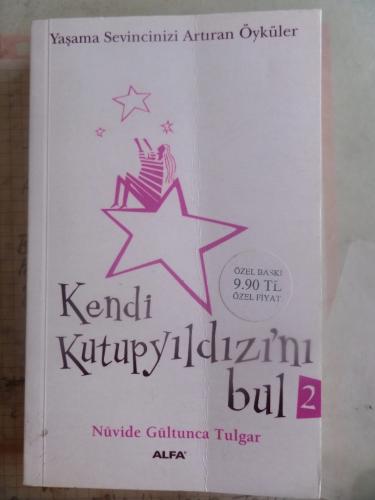 Yaşama Sevincinizi Artıran Öyküler
ÖZEL BASKI
9.90 TL
ÖZEL FİYAT
Kendi
Kutupyıldızı'nı
bul 2
Nüvide Gültunca Tulgar
ALFA